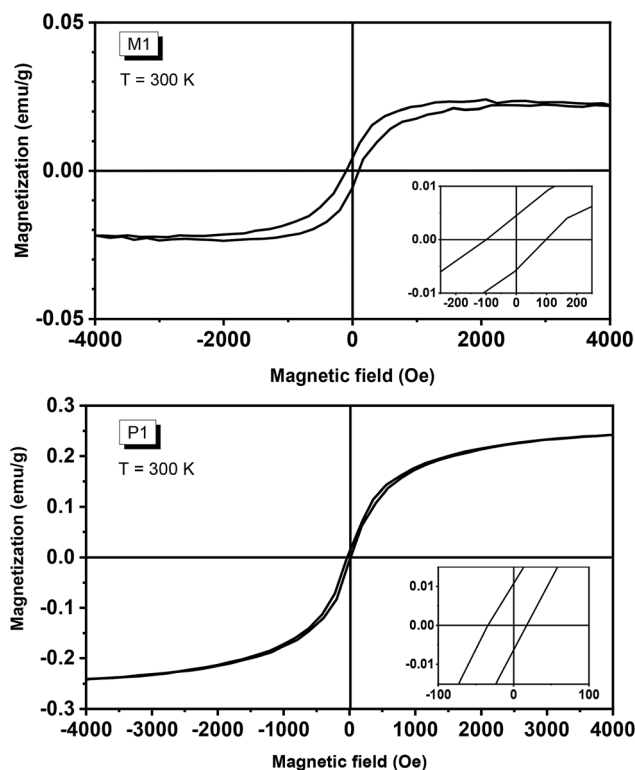 0.05
M1
T = 300 K
0.00
-0.05
Magnetization (emu/g)
0.01
0.00
-0.01
-200 -100 0 100 200
-4000 -2000 0 2000 4000
Magnetic field (Oe)
0.3
P1
T = 300 K
0.2
0.1
0.0
-0.1
-0.2
-0.3
Magnetization (emu/g)
0.01
0.00
-0.01
-100 0 100
-4000 -3000 -2000 -1000 0 1000 2000 3000 4000
Magnetic field (Oe)